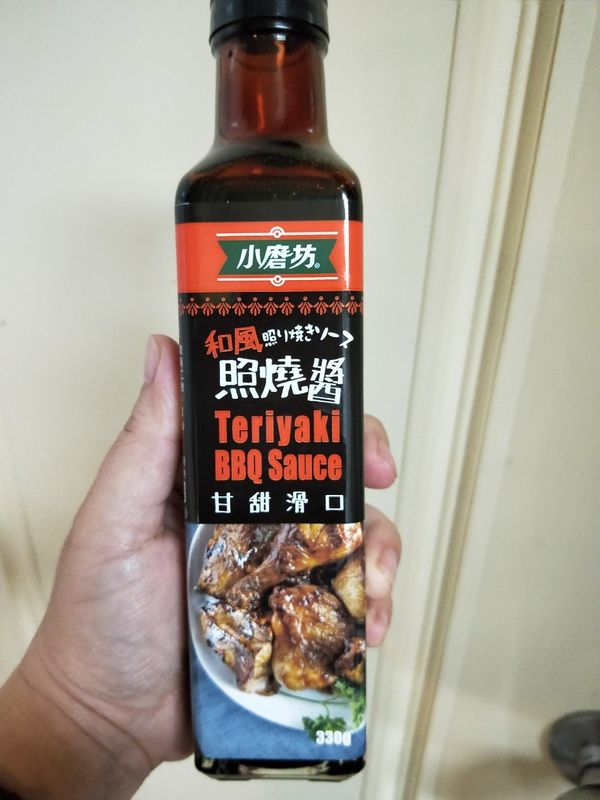 小磨坊®
和風照り焼きソース
照燒醬
Teriyaki
BBQ Sauce
甘甜滑口
330g